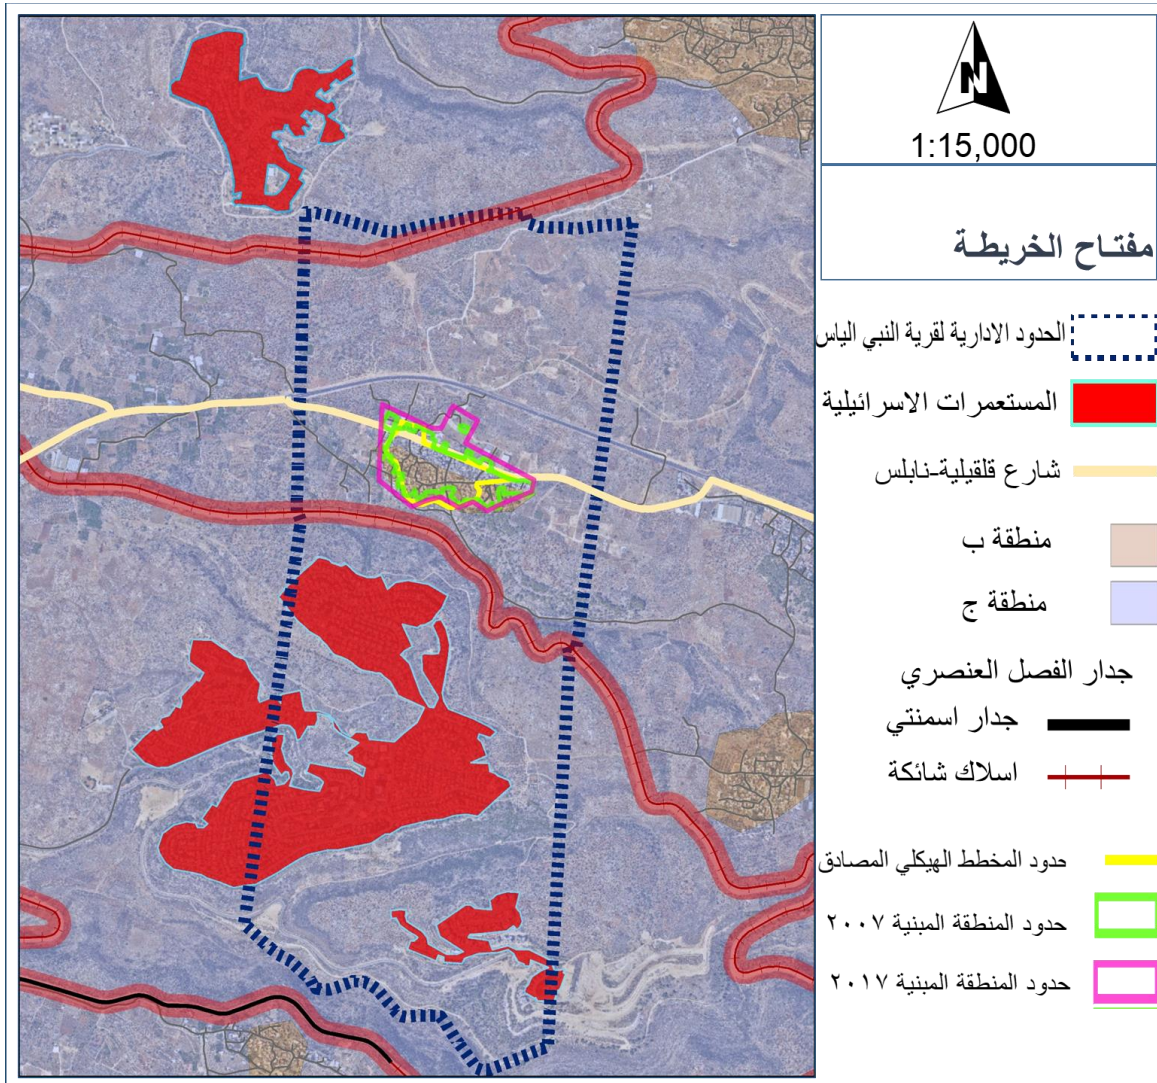 N
1:15,000
مفتاح الخريطة
الحدود الادارية لقرية النبي الياس
المستعمرات الاسرائيلية
شارع قلقيلية-نابلس
منطقة ب
منطقة ج
جدار الفصل العنصري
جدار اسمنتي
اسلاك شائكة
حدود المخطط الهيكلي المصادق
حدود المنطقة المبنية ٢٠٠٧
حدود المنطقة المبنية ٢٠١٧